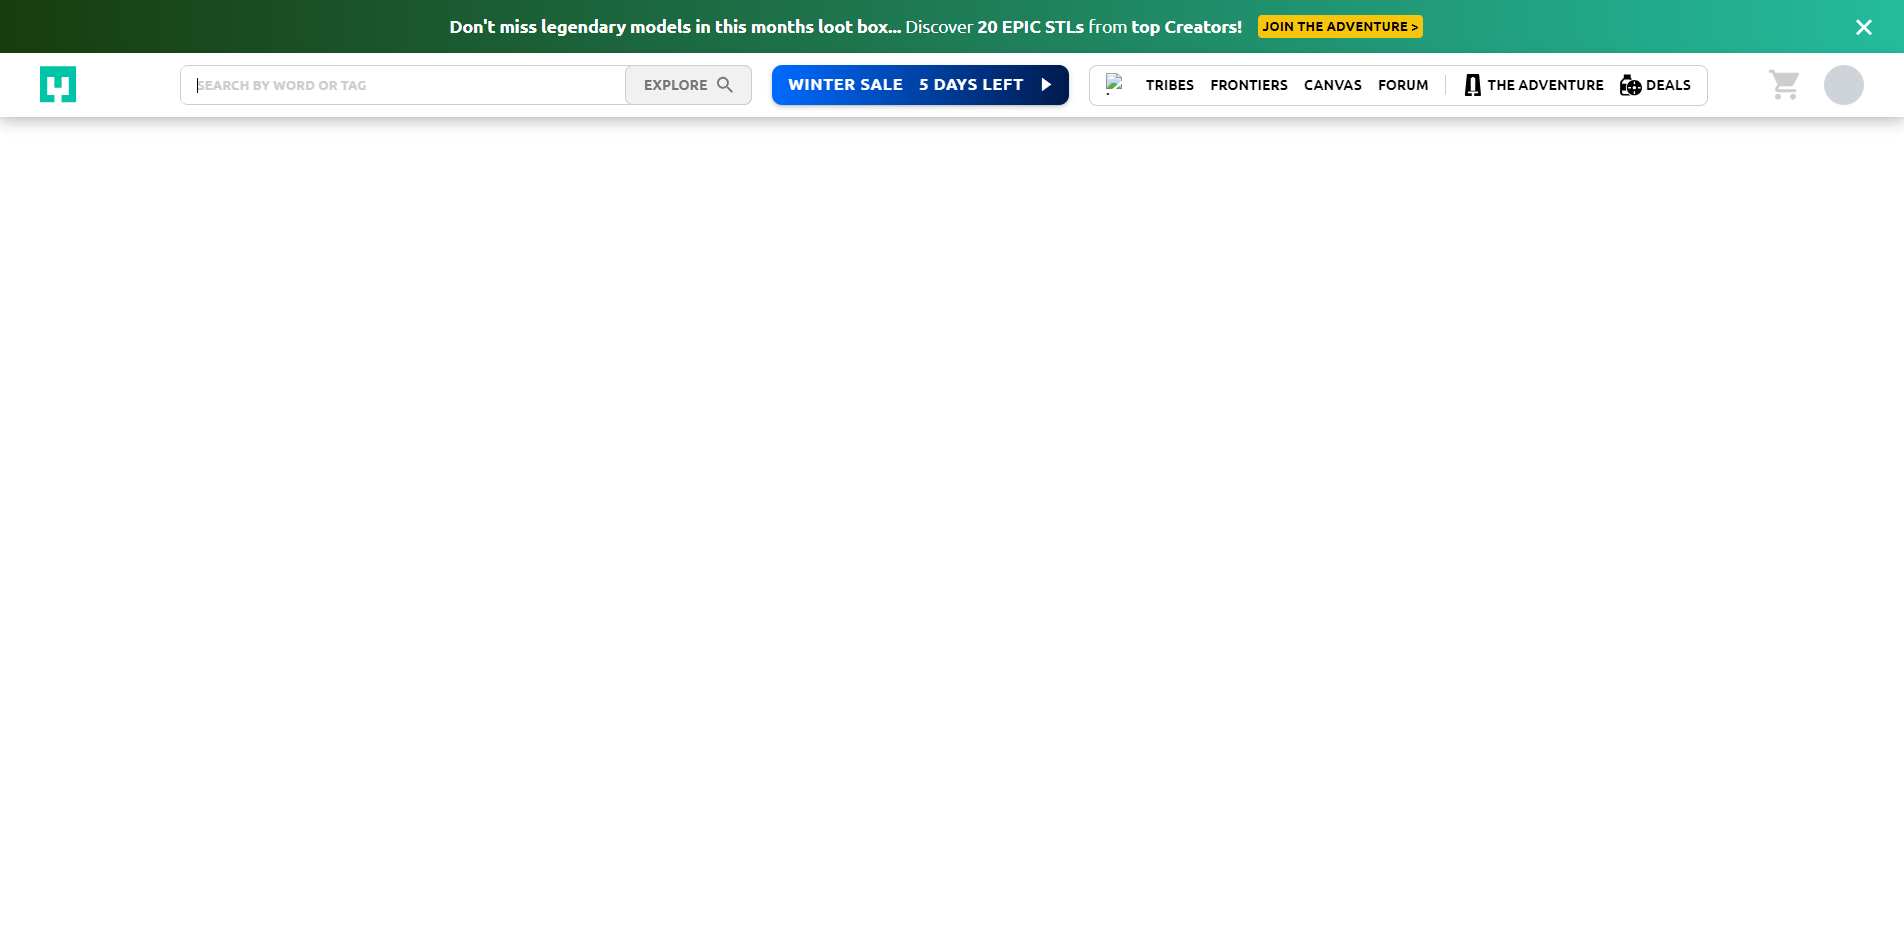 Don't miss legendary models in this months loot box... Discover 20 EPIC STLs from top Creators! JOIN THE ADVENTURE >
SEARCH BY WORD OR TAG EXPLORE WINTER SALE 5 DAYS LEFT TRIBES FRONTIERS CANVAS FORUM THE ADVENTURE DEALS